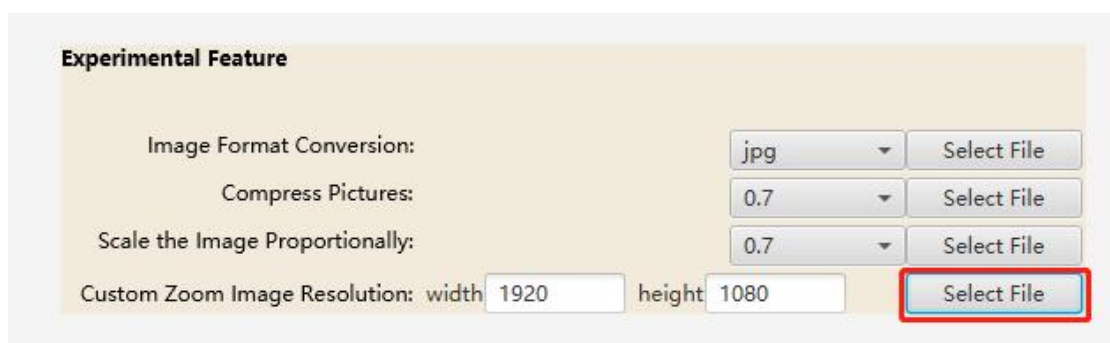 Experimental Feature
Image Format Conversion: jpg Select File
Compress Pictures: 0.7 Select File
Scale the Image Proportionally: 0.7 Select File
Custom Zoom Image Resolution: width 1920 height 1080 Select File